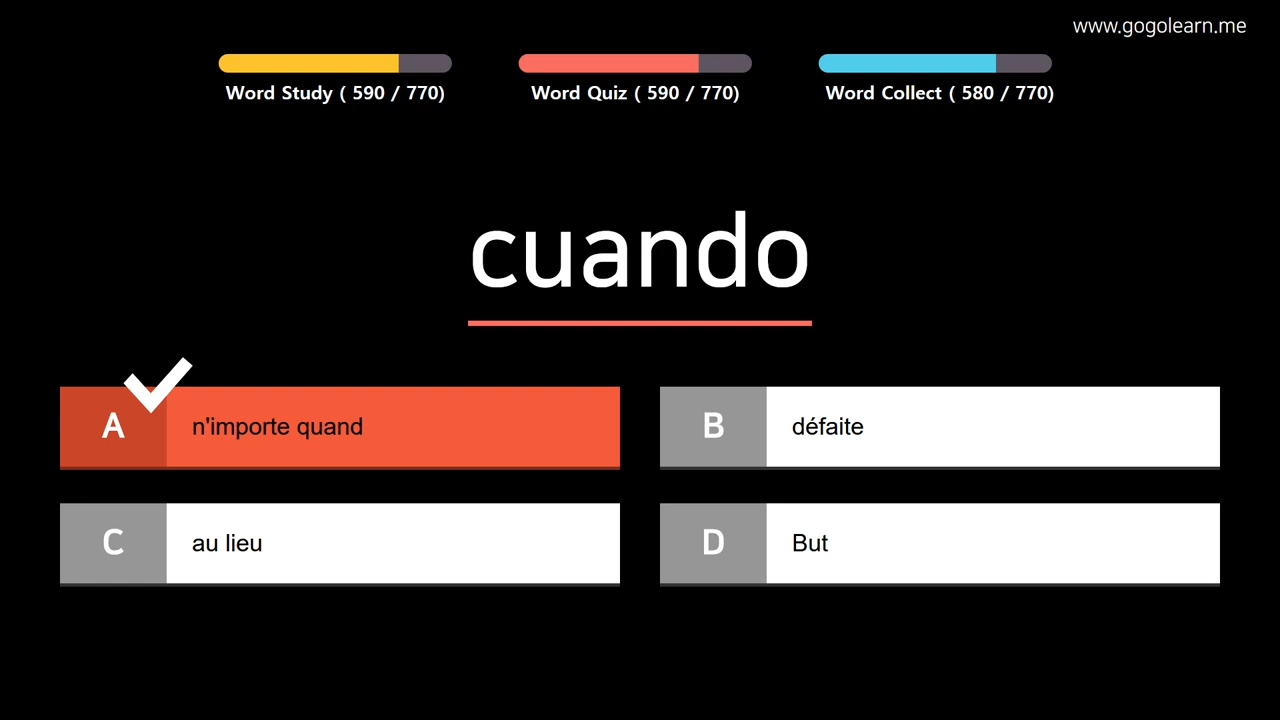 www.gogolearn.me
Word Study ( 590 / 770)
Word Quiz ( 590 / 770)
Word Collect ( 580 / 770)
cuando
A n'importe quand
B défaite
C au lieu
D But